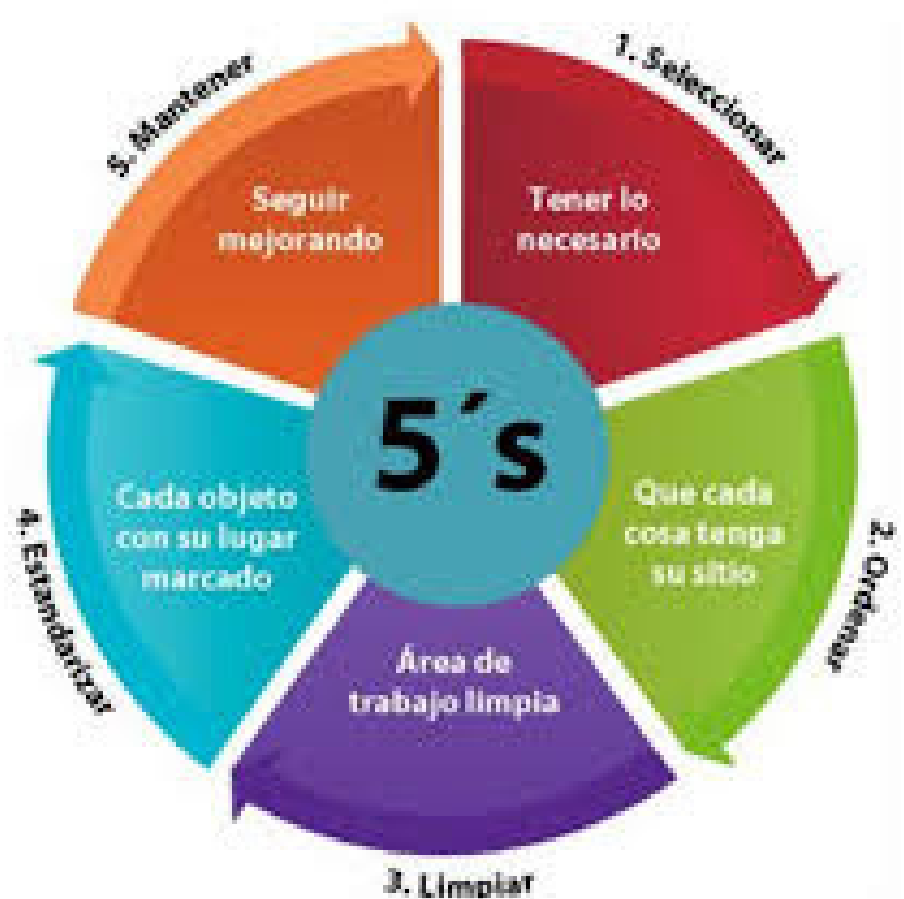 1. Seleccionar
Tener lo
necesario
2. Ordenar
Que cada
cosa tenga
su sitio
3. Limpiar
Área de
trabajo limpia
4. Estandarizar
Cada objeto
con su lugar
marcado
5. Mantener
Seguir
mejorando
5´s